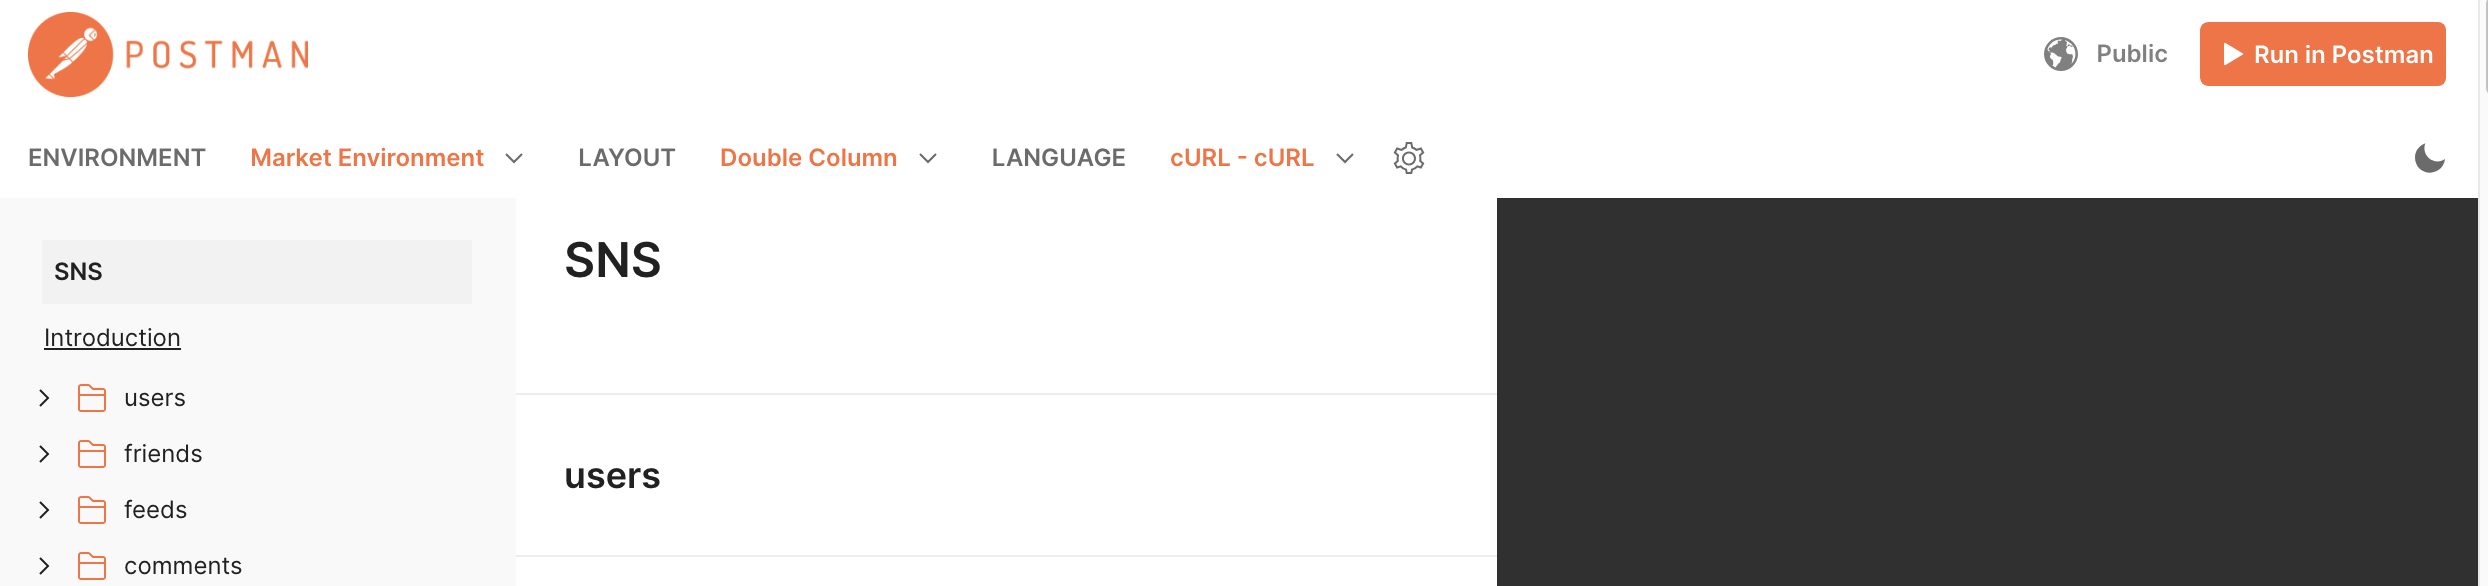 POSTMAN
Public
Run in Postman
ENVIRONMENT Market Environment LAYOUT Double Column LANGUAGE cURL - cURL
SNS
Introduction
users
friends
feeds
comments
SNS
users